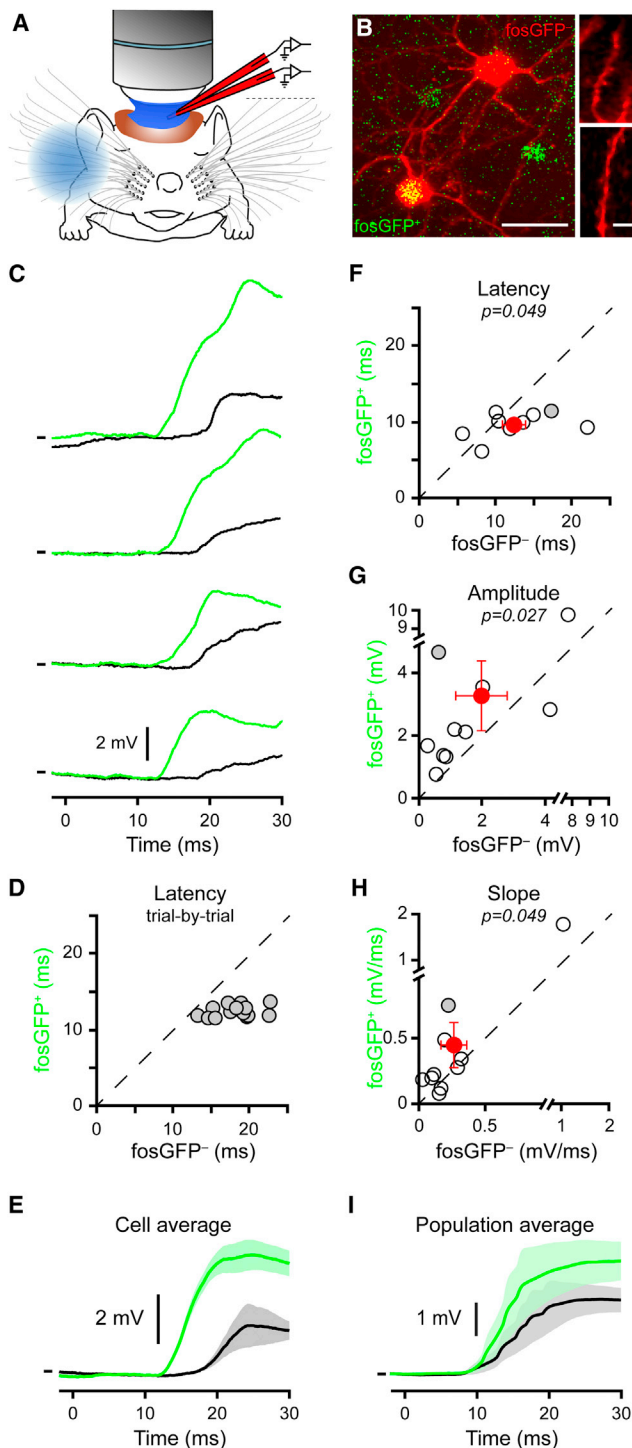 A
B
fosGFP
fosGFP⁺
C
2 mV
0
10
20
30
Time (ms)
D
Latency
trial-by-trial
fosGFP⁺ (ms)
20
10
0
0
10
20
fosGFP⁻ (ms)
E
Cell average
2 mV
0
10
20
30
Time (ms)
F
Latency
p=0.049
fosGFP⁺ (ms)
20
10
0
0
10
20
fosGFP⁻ (ms)
G
Amplitude
p=0.027
fosGFP⁺ (mV)
10
9
4
2
0
0
2
4
8
9
10
fosGFP⁻ (mV)
H
Slope
p=0.049
fosGFP⁺ (mV/ms)
2
1
0.5
0
0
0.5
1
2
fosGFP⁻ (mV/ms)
I
Population average
1 mV
0
10
20
30
Time (ms)